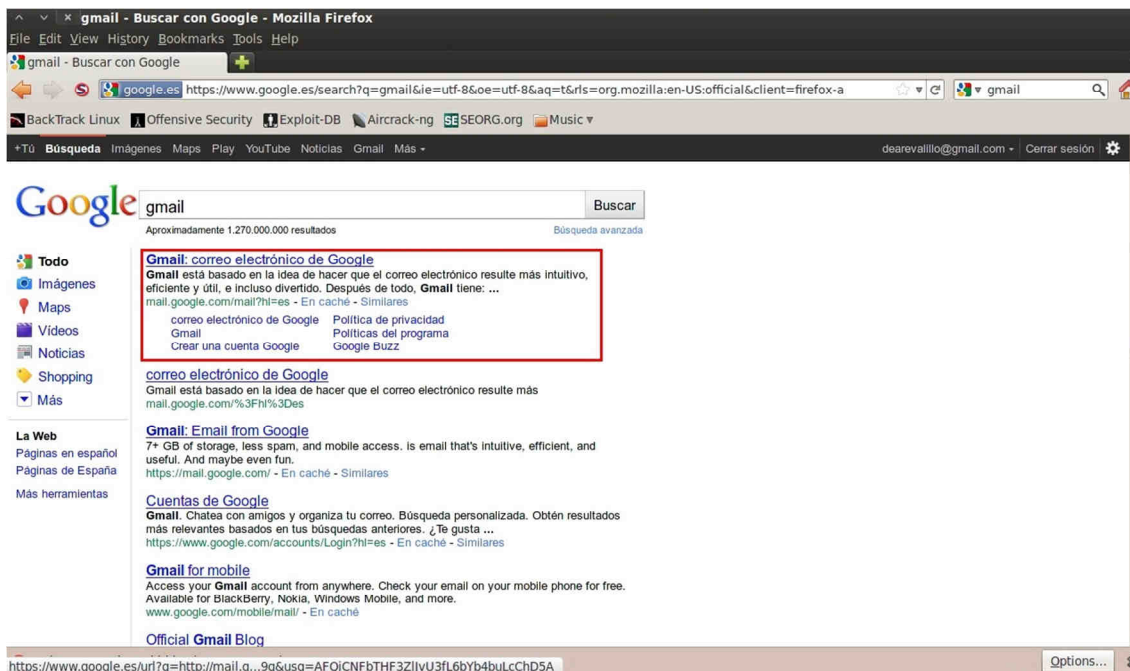 gmail - Buscar con Google - Mozilla Firefox
File Edit View History Bookmarks Tools Help
gmail - Buscar con Google
google.es https://www.google.es/search?q=gmail&ie=utf-8&oe=utf-8&aq=t&rls=org.mozilla:en-US:official&client=firefox-a gmail
BackTrack Linux Offensive Security Exploit-DB Aircrack-ng SEORG.org Music
+Tú Búsqueda Imágenes Maps Play YouTube Noticias Gmail Más dearevalillo@gmail.com Cerrar sesión
Google gmail Buscar
Aproximadamente 1.270.000.000 resultados Búsqueda avanzada
Todo
Imágenes
Maps
Vídeos
Noticias
Shopping
Más
La Web
Páginas en español
Páginas de España
Más herramientas
Gmail: correo electrónico de Google
Gmail está basado en la idea de hacer que el correo electrónico resulte más intuitivo,
eficiente y útil, e incluso divertido. Después de todo, Gmail tiene: ...
mail.google.com/mail?hl=es - En caché - Similares
correo electrónico de Google Política de privacidad
Gmail Políticas del programa
Crear una cuenta Google Google Buzz
correo electrónico de Google
Gmail está basado en la idea de hacer que el correo electrónico resulte más
mail.google.com/%3Fhl%3Des
Gmail: Email from Google
7+ GB of storage, less spam, and mobile access. is email that's intuitive, efficient, and
useful. And maybe even fun.
https://mail.google.com/ - En caché - Similares
Cuentas de Google
Gmail. Chatea con amigos y organiza tu correo. Búsqueda personalizada. Obtén resultados
más relevantes basados en tus búsquedas anteriores. ¿Te gusta ...
https://www.google.com/accounts/Login?hl=es - En caché - Similares
Gmail for mobile
Access your Gmail account from anywhere. Check your email on your mobile phone for free.
Available for BlackBerry, Nokia, Windows Mobile, and more.
www.google.com/mobile/mail/ - En caché
Official Gmail Blog
Options...